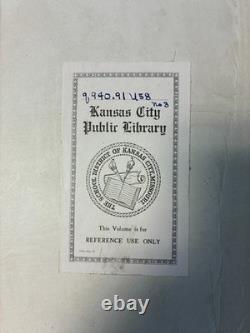 q 940.91 U58
no 3
Kansas City
Public Library
THE SCHOOL DISTRICT OF KANSAS CITY, MISSOURI
This Volume is for
REFERENCE USE ONLY